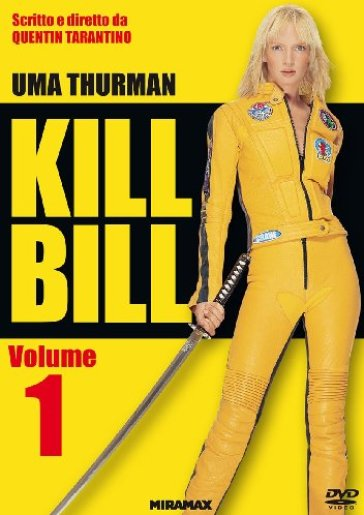 Scritto e diretto da
QUENTIN TARANTINO
UMA THURMAN
KILL
BILL
Volume
1
MIRAMAX
DVD
VIDEO